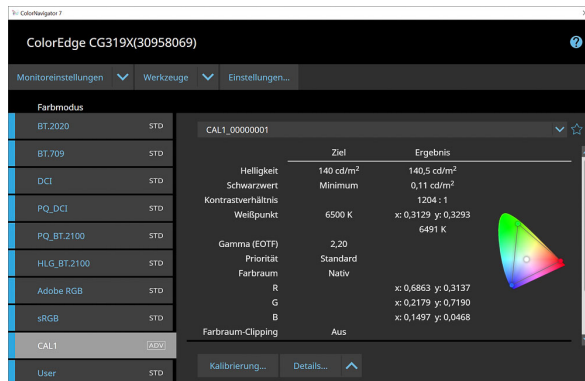 ColorNavigator 7
ColorEdge CG319X(30958069)
Monitoreinstellungen Werkzeuge Einstellungen...
Farbmodus
BT.2020 STD
BT.709 STD
DCI STD
PQ_DCI STD
PQ_BT.2100 STD
HLG_BT.2100 STD
Adobe RGB STD
sRGB STD
CAL1 ADV
User STD
CAL1_00000001
Ziel Ergebnis
Helligkeit 140 cd/m² 140,5 cd/m²
Schwarzwert Minimum 0,11 cd/m²
Kontrastverhältnis 1204 : 1
Weißpunkt 6500 K x: 0,3129 y: 0,3293
6491 K
Gamma (EOTF) 2,20
Priorität Standard
Farbraum Nativ
R x: 0,6863 y: 0,3137
G x: 0,2179 y: 0,7190
B x: 0,1497 y: 0,0468
Farbraum-Clipping Aus
Kalibrierung... Details...